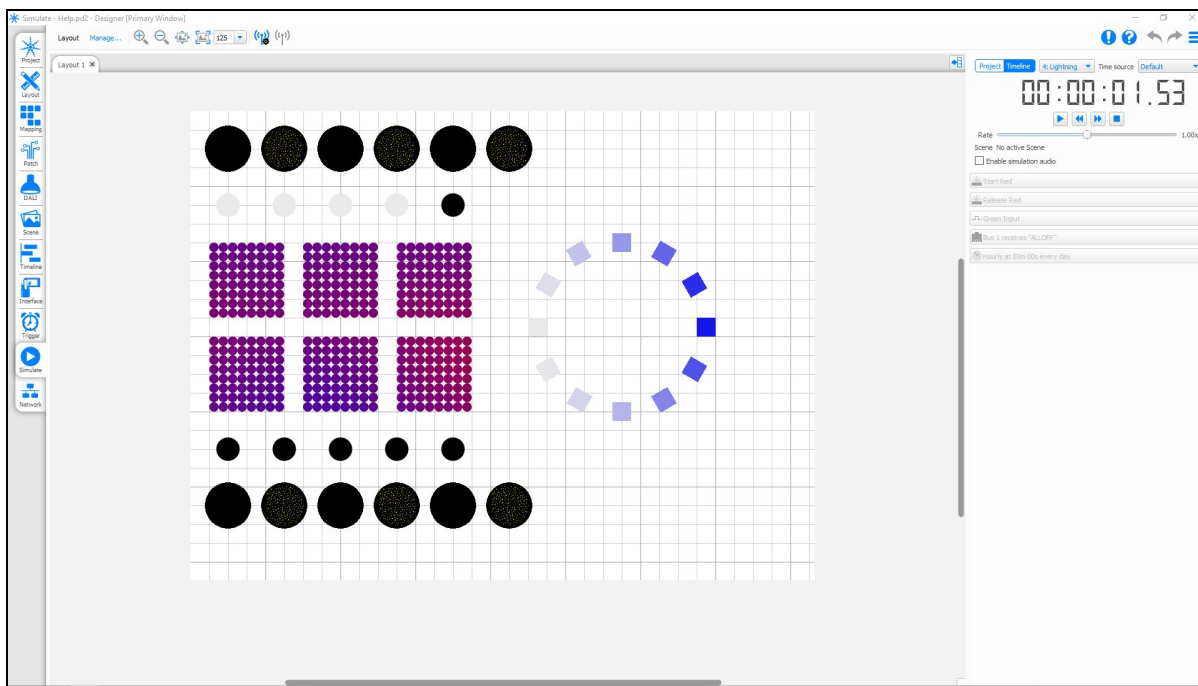 Simulate - Help.pd2 - Designer [Primary Window]
Layout Manage... 125
Layout 1
Project
Layout
Mapping
Patch
DALI
Scene
Timeline
Interface
Trigger
Simulate
Network
Project Timeline 4: Lightning Time source Default
00:00:01.53
Rate 1.00x
Scene No active Scene
Enable simulation audio
Start Red
Release Red
Green Input
Bus 1 receives "ALLOFF"
Hourly at 00m 00s every day